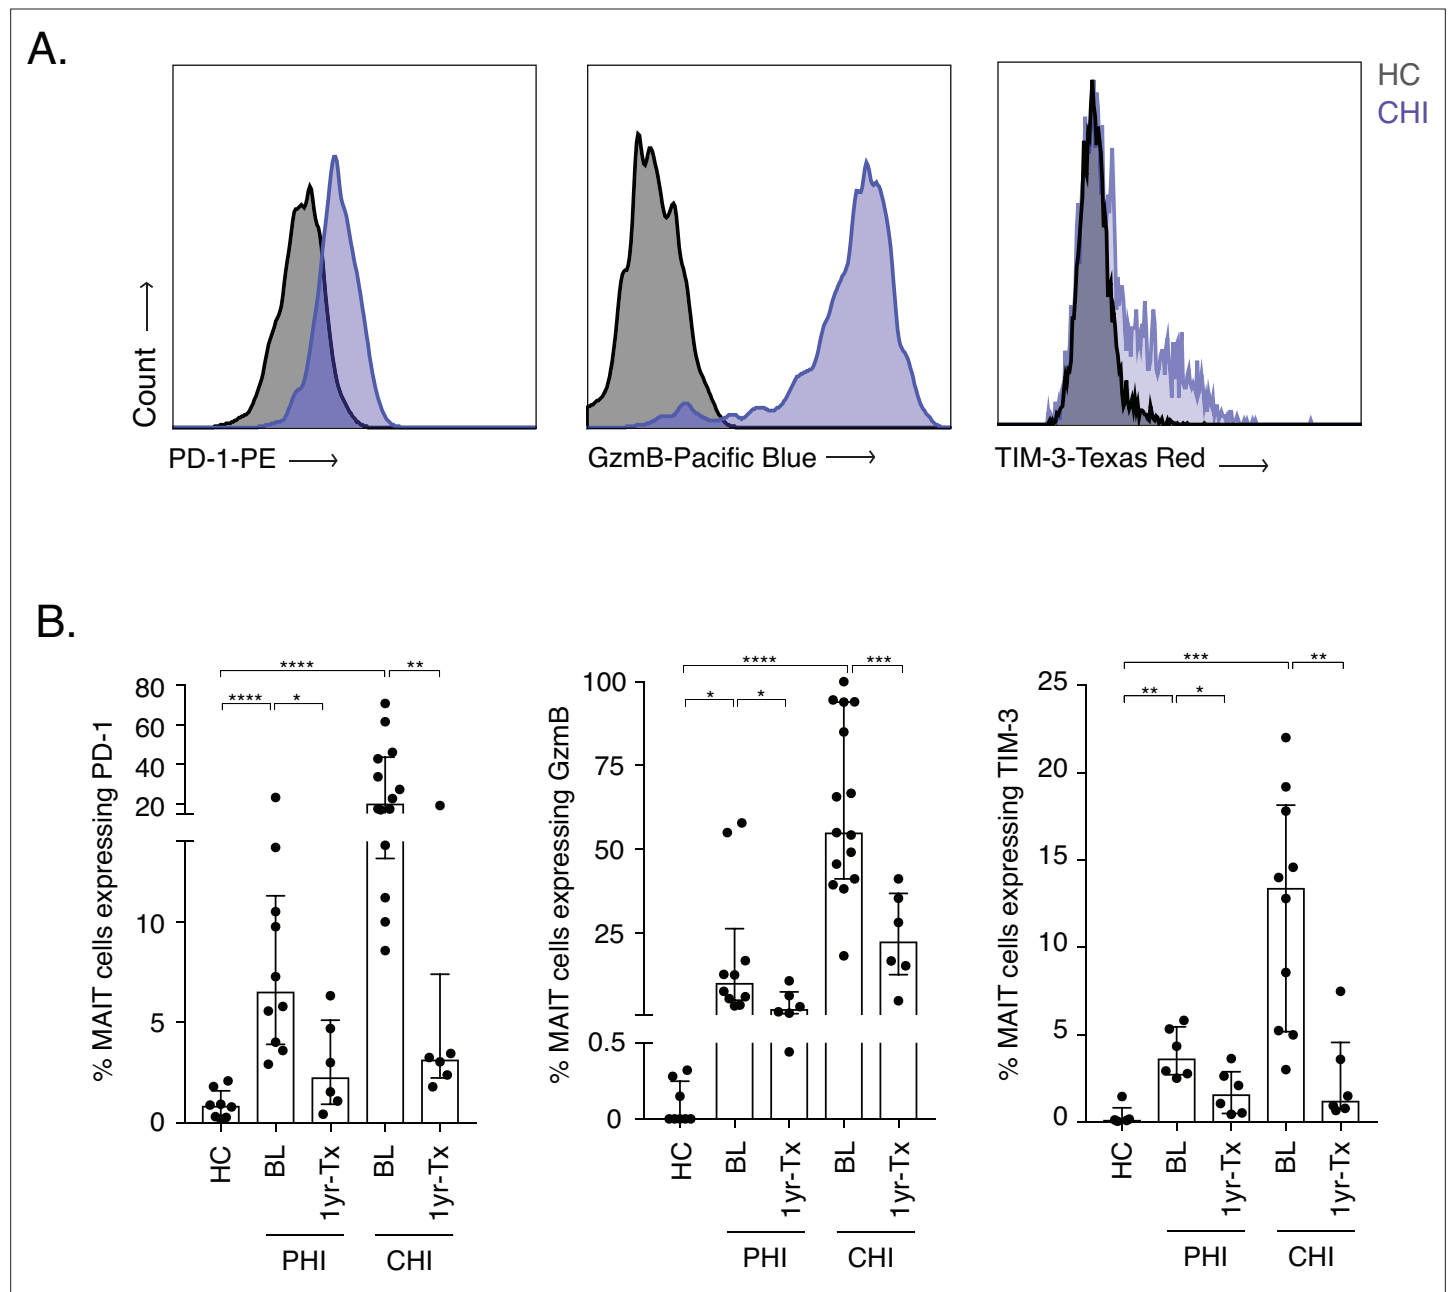 A.
HC
CHI
Count
PD-1-PE
GzmB-Pacific Blue
TIM-3-Texas Red
B.
% MAIT cells expressing PD-1
80
60
40
20
10
5
0
**** **
**** *
HC
BL
1yr-Tx
BL
1yr-Tx
PHI
CHI
% MAIT cells expressing GzmB
100
75
50
25
0.5
0
**** ***
* *
HC
BL
1yr-Tx
BL
1yr-Tx
PHI
CHI
% MAIT cells expressing TIM-3
25
20
15
10
5
0
*** **
** *
HC
BL
1yr-Tx
BL
1yr-Tx
PHI
CHI